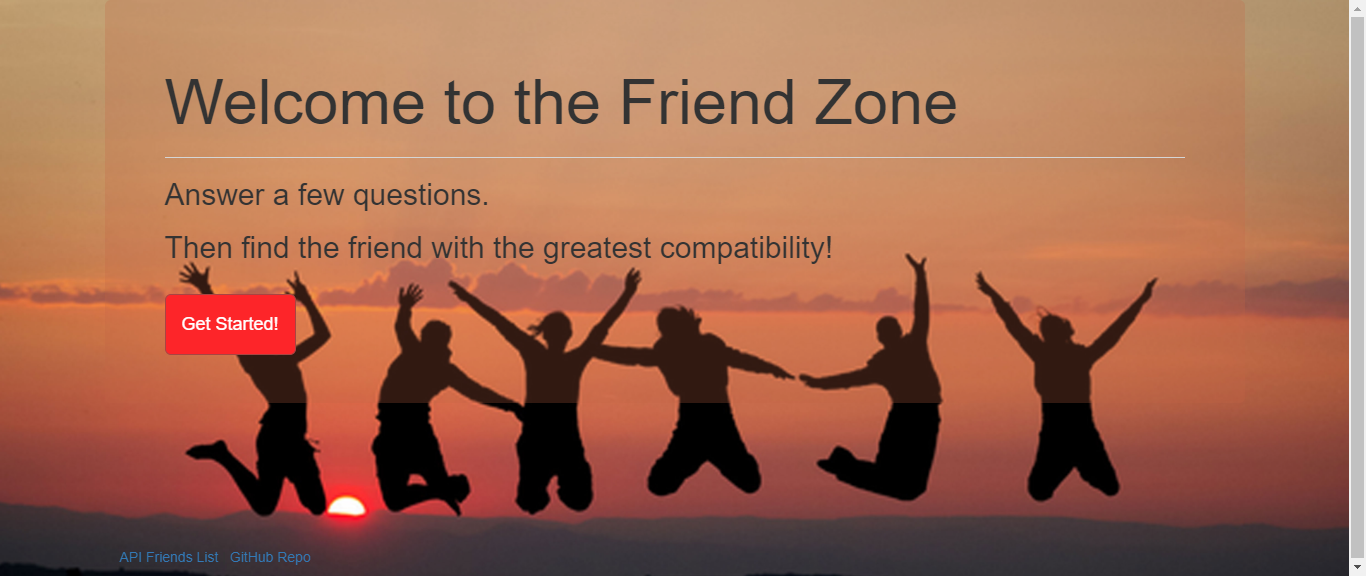 Welcome to the Friend Zone
Answer a few questions.
Then find the friend with the greatest compatibility!
Get Started!
API Friends List GitHub Repo